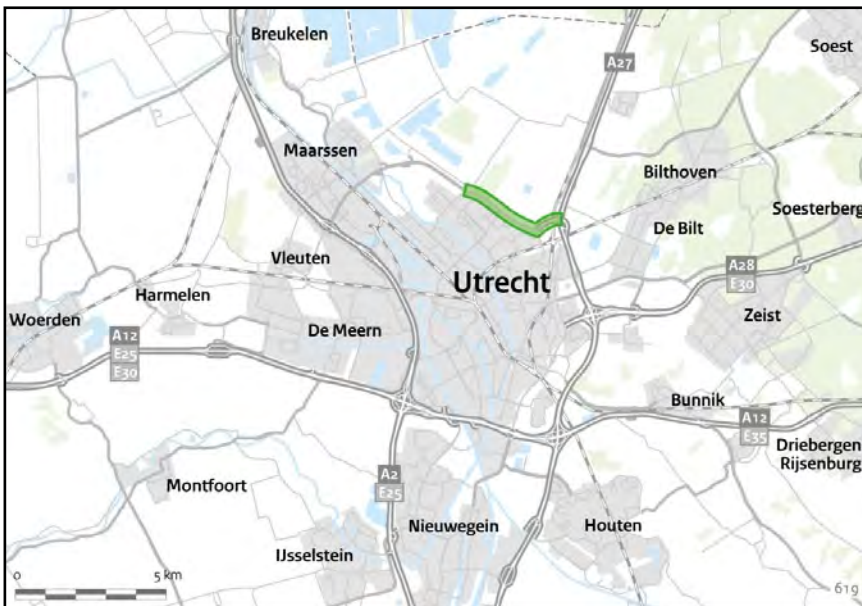 Breukelen
Soest
A27
Maarssen
Bilthoven
Soesterberg
De Bilt
Vleuten
A28
E30
Utrecht
Harmelen
Woerden
Zeist
De Meern
A12
E25
E30
Bunnik
A12
E35
Driebergen
Rijsenburg
A2
E25
Montfoort
Nieuwegein
Houten
IJsselstein
0
5 km
619